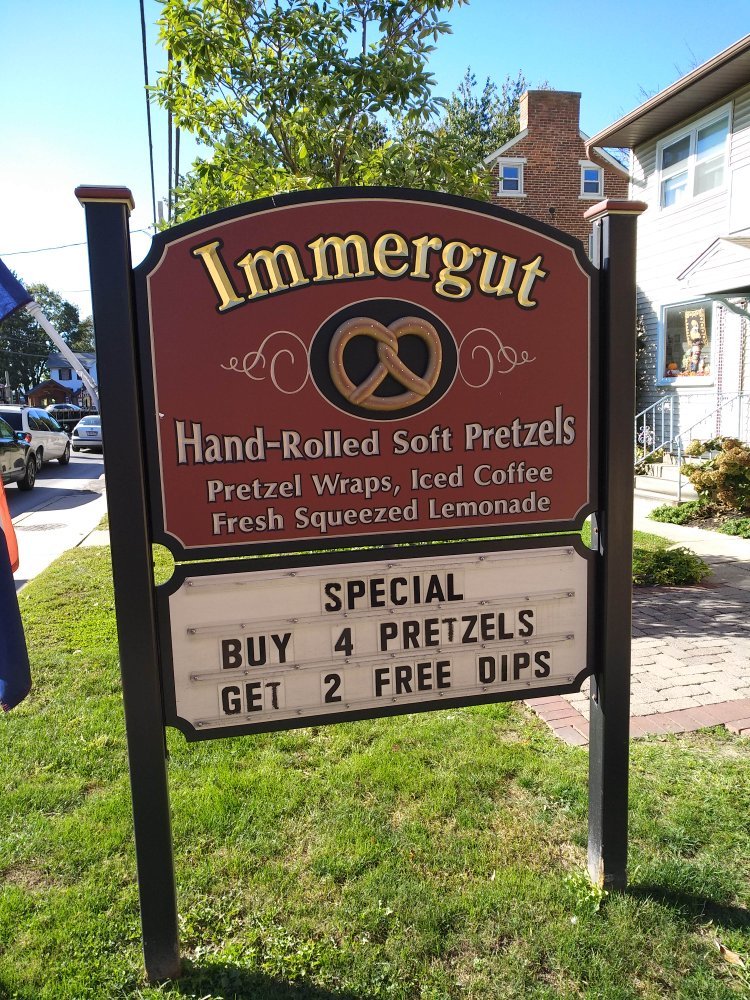 Immergut
Hand-Rolled Soft Pretzels
Pretzel Wraps, Iced Coffee
Fresh Squeezed Lemonade
SPECIAL
BUY 4 PRETZELS
GET 2 FREE DIPS